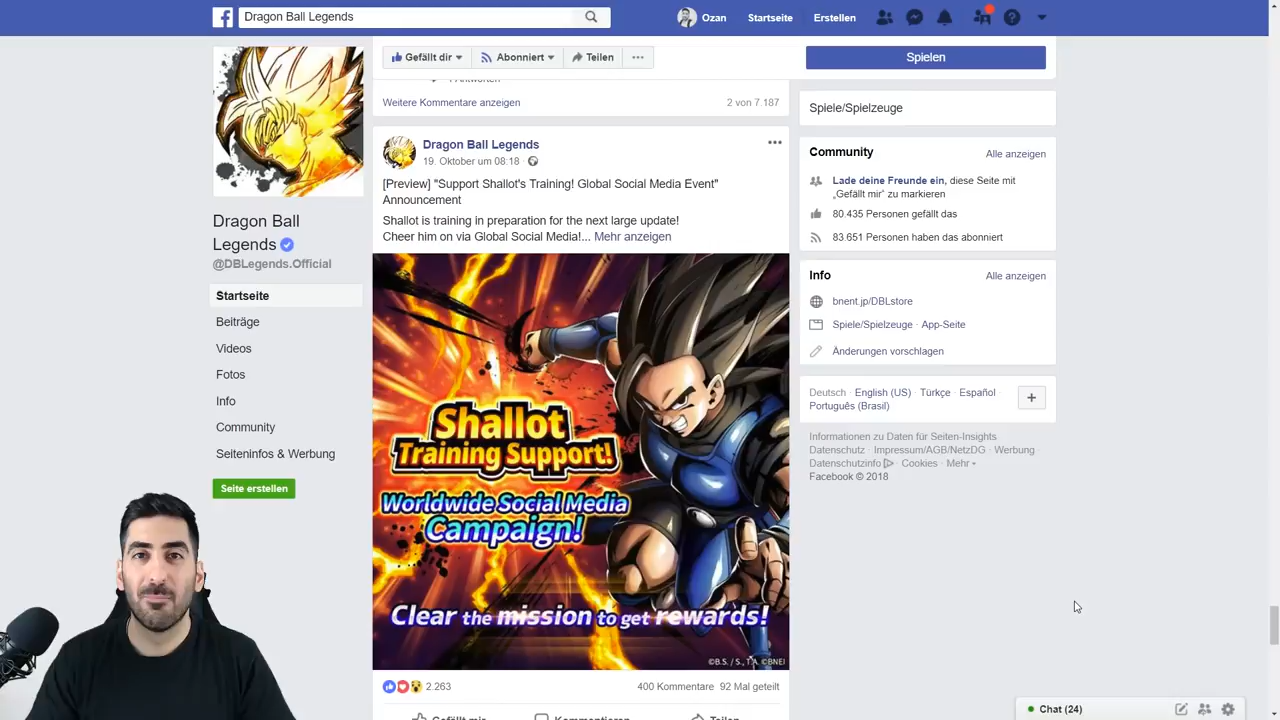 Dragon Ball Legends
Ozan
Startseite
Erstellen
Gefällt dir
Abonniert
Teilen
Spielen
Dragon Ball
Legends
@DBLegends.Official
Startseite
Beiträge
Videos
Fotos
Info
Community
Seiteninfos & Werbung
Seite erstellen
1 Antworten
Weitere Kommentare anzeigen
2 von 7.187
Dragon Ball Legends
19. Oktober um 08:18
[Preview] "Support Shallot's Training! Global Social Media Event"
Announcement
Shallot is training in preparation for the next large update!
Cheer him on via Global Social Media!... Mehr anzeigen
Shallot
Training Support!
Worldwide Social Media
Campaign!
Clear the mission to get rewards!
©B.S. / S., T.A. ©BNEI
2.263
400 Kommentare 92 Mal geteilt
Gefällt mir
Kommentieren
Teilen
Spiele/Spielzeuge
Community
Alle anzeigen
Lade deine Freunde ein, diese Seite mit
„Gefällt mir“ zu markieren
80.435 Personen gefällt das
83.651 Personen haben das abonniert
Info
Alle anzeigen
bnent.jp/DBLstore
Spiele/Spielzeuge · App-Seite
Änderungen vorschlagen
Deutsch · English (US) · Türkçe · Español ·
Português (Brasil)
Informationen zu Daten für Seiten-Insights
Datenschutz · Impressum/AGB/NetzDG · Werbung
Datenschutzinfo · Cookies · Mehr
Facebook © 2018
Chat (24)